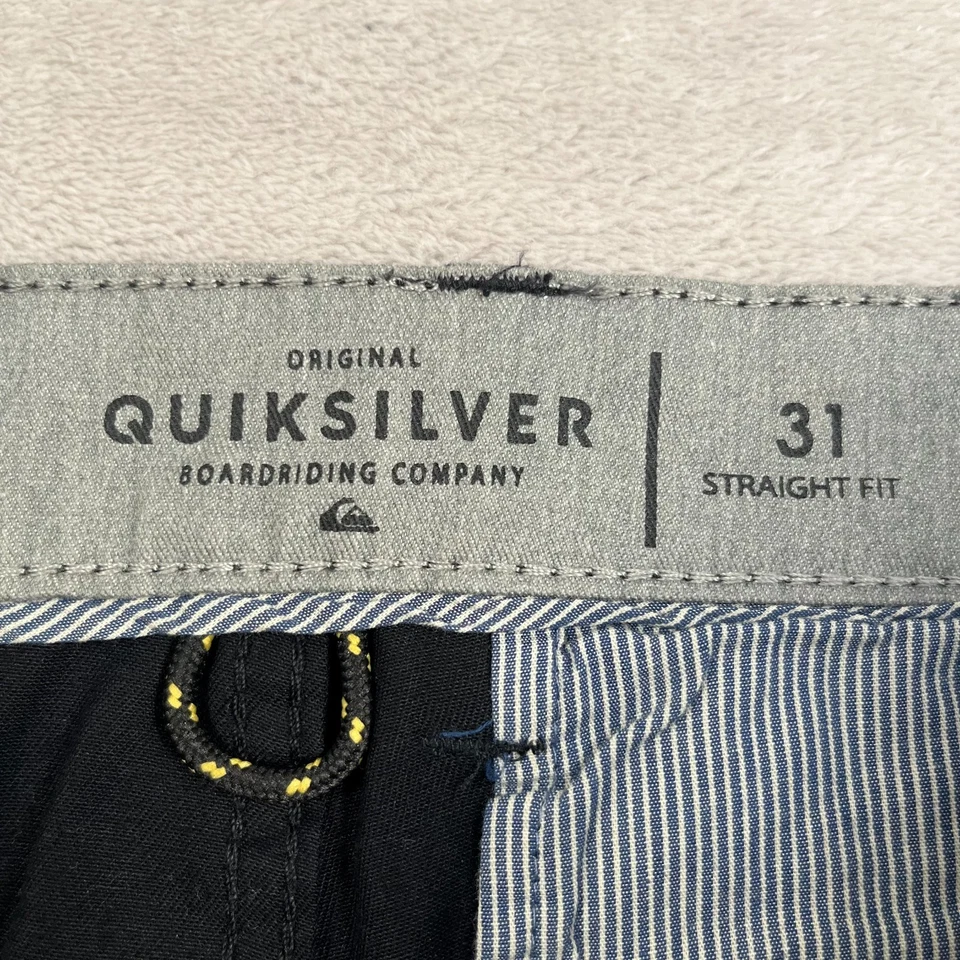 ORIGINAL
QUIKSILVER
BOARDRIDING COMPANY
31
STRAIGHT FIT